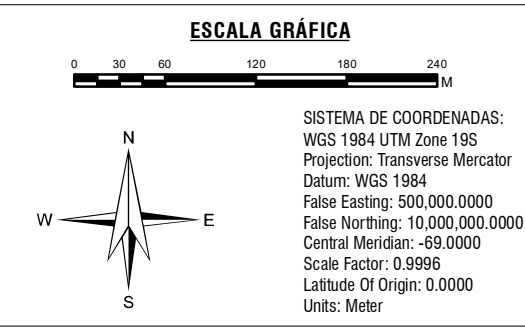 ESCALA GRÁFICA
0 30 60 120 180 240
M
SISTEMA DE COORDENADAS:
WGS 1984 UTM Zone 19S
Projection: Transverse Mercator
Datum: WGS 1984
False Easting: 500,000.0000
False Northing: 10,000,000.0000
Central Meridian: -69.0000
Scale Factor: 0.9996
Latitude Of Origin: 0.0000
Units: Meter
N
W E
S